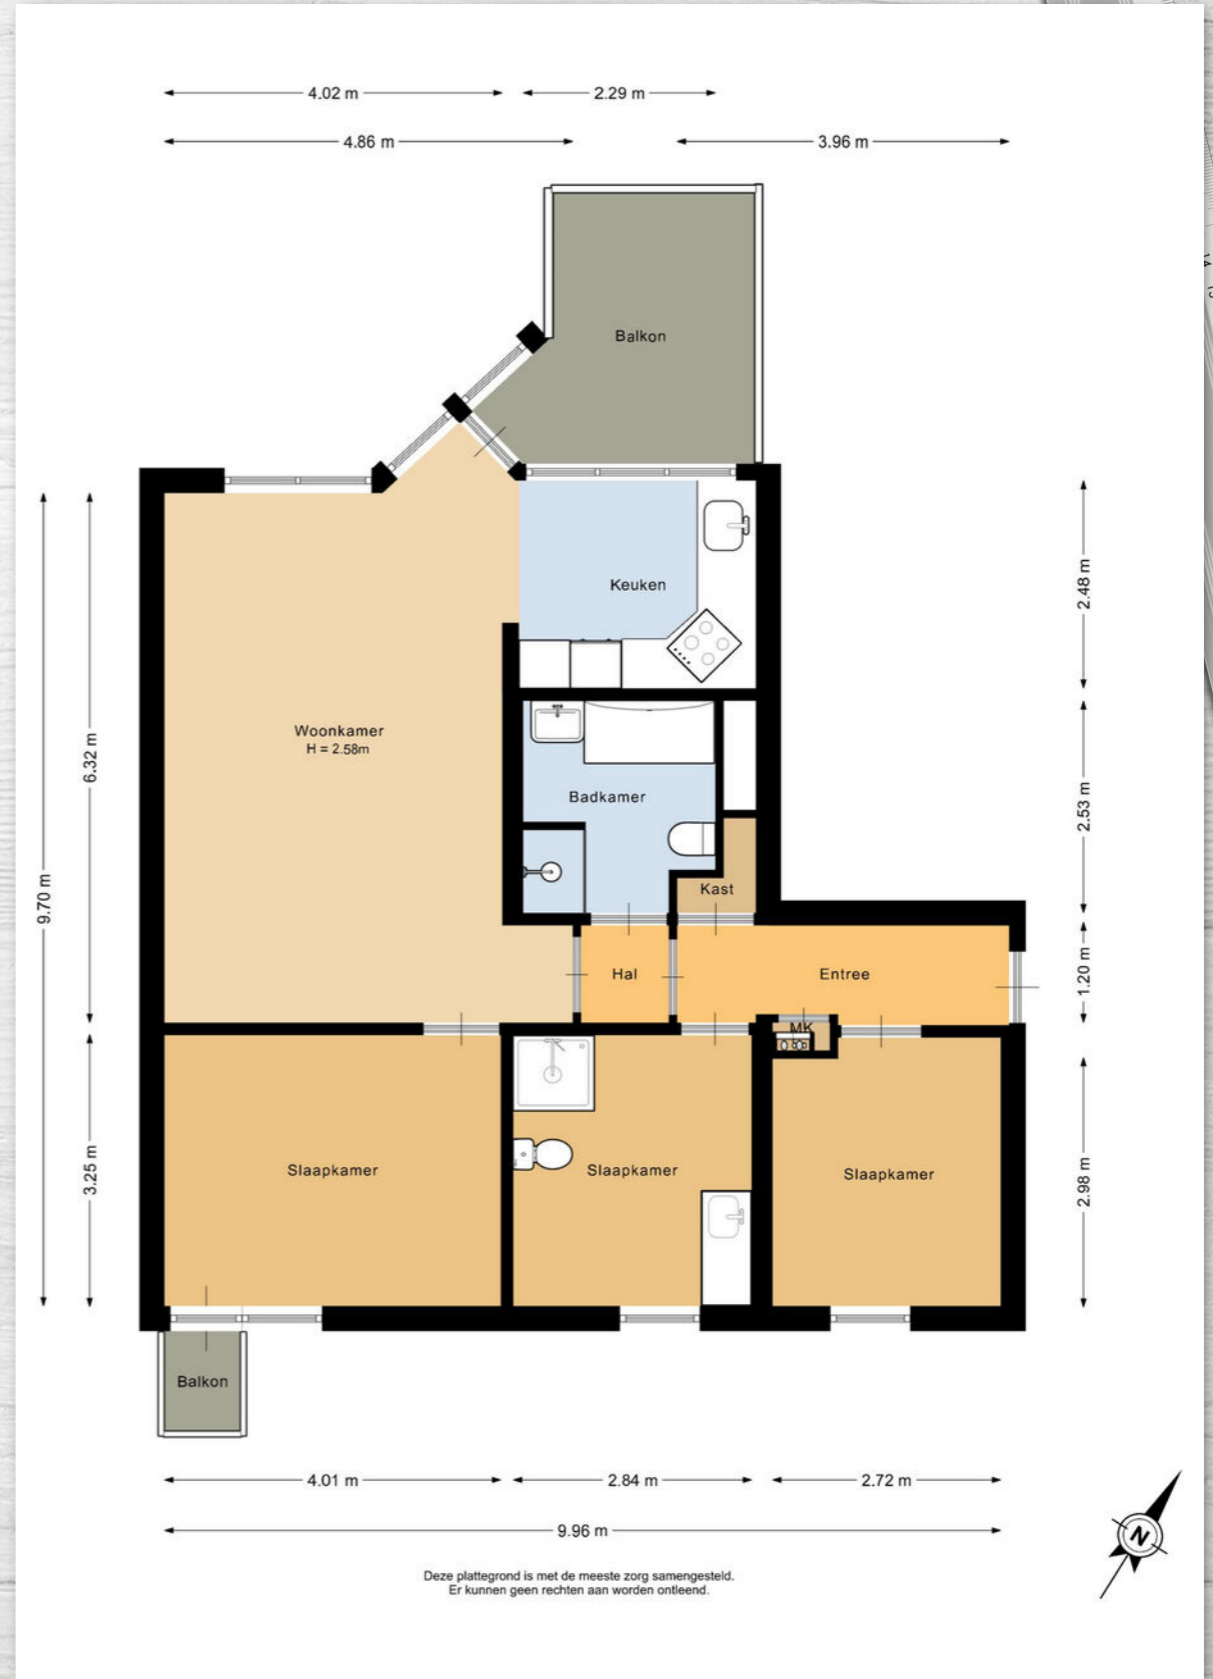 4.02 m
2.29 m
4.86 m
3.96 m
Balkon
Keuken
2.48 m
Woonkamer
H = 2.58m
6.32 m
Badkamer
2.53 m
9.70 m
Kast
Hal
Entree
1.20 m
MK
Slaapkamer
Slaapkamer
Slaapkamer
3.25 m
2.98 m
Balkon
4.01 m
2.84 m
2.72 m
9.96 m
N
Deze plattegrond is met de meeste zorg samengesteld.
Er kunnen geen rechten aan worden ontleend.